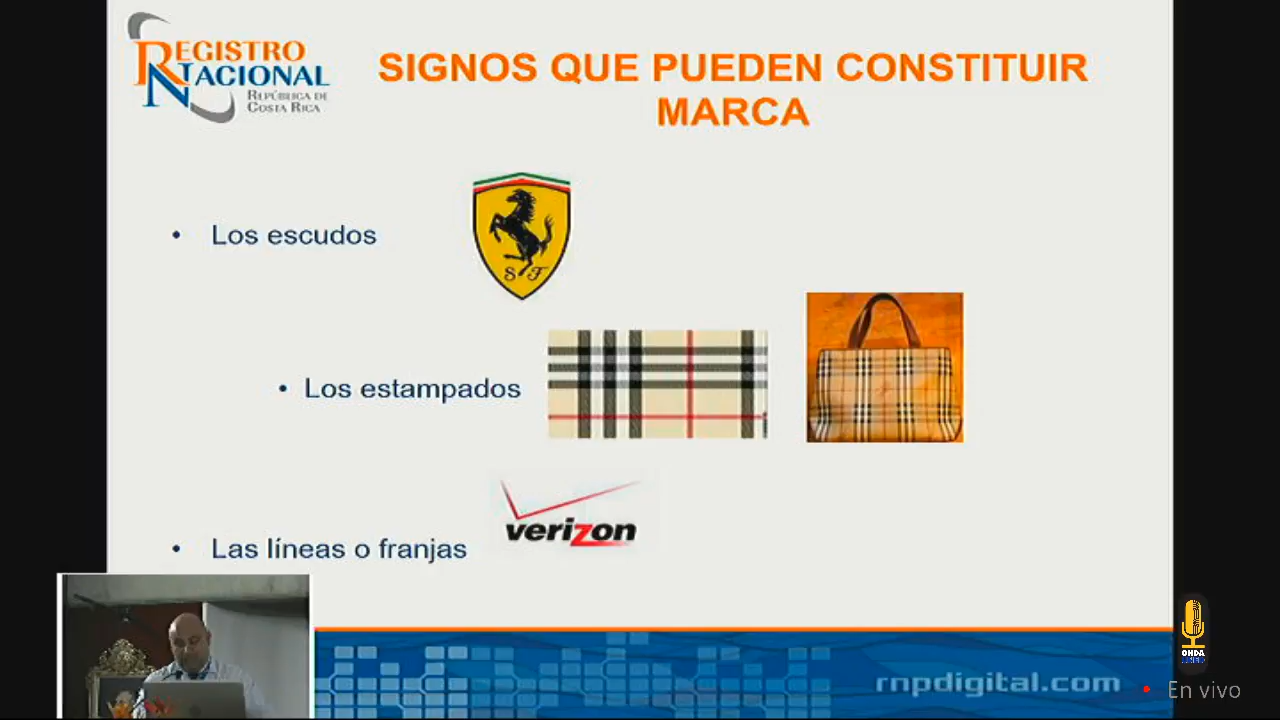 REGISTRO
NACIONAL
REPÚBLICA DE
COSTA RICA
SIGNOS QUE PUEDEN CONSTITUIR
MARCA
• Los escudos
S F
• Los estampados
verizon
• Las líneas o franjas
rnpdigital.com
ONDA
• En vivo